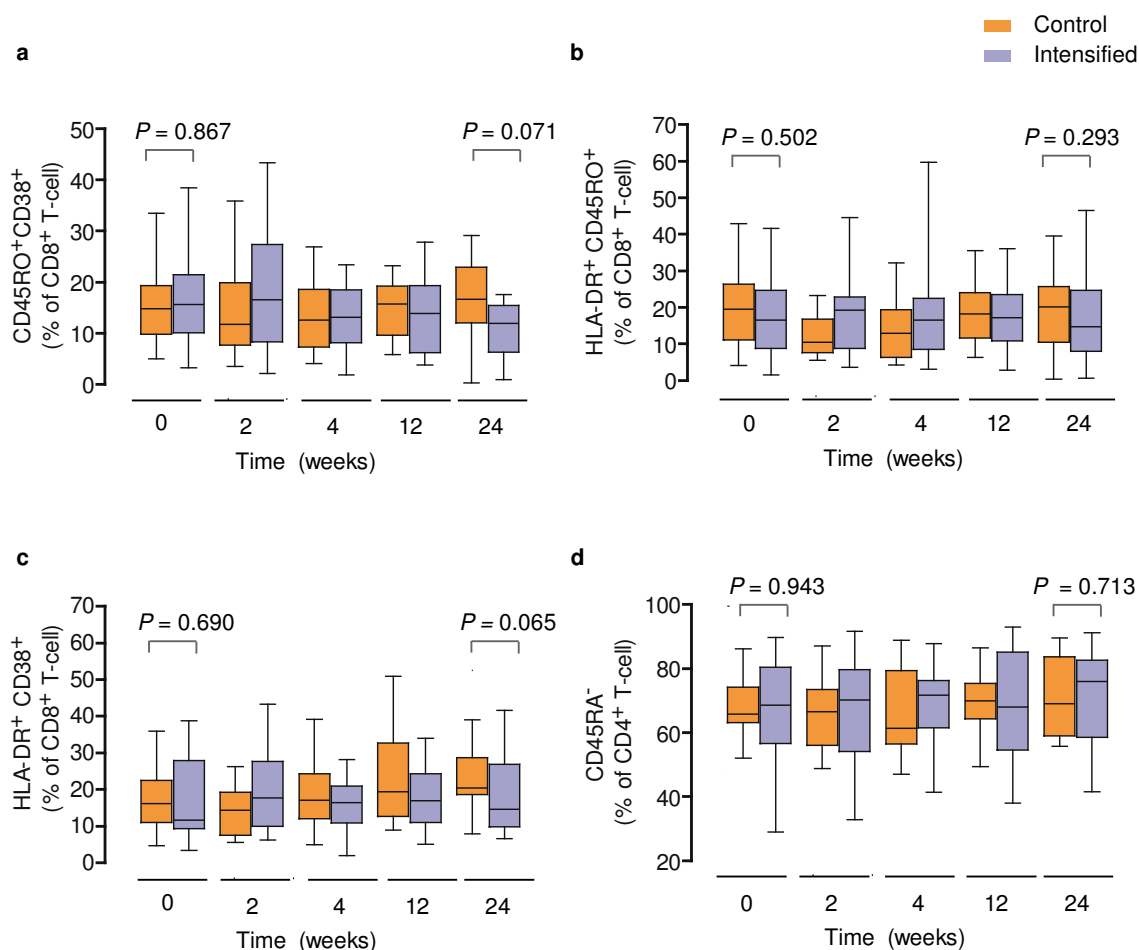 Control
Intensified
a
P = 0.867
P = 0.071
CD45RO⁺CD38⁺
(% of CD8⁺ T-cell)
50
40
30
20
10
0
0 2 4 12 24
Time (weeks)
b
P = 0.502
P = 0.293
HLA-DR⁺ CD45RO⁺
(% of CD8⁺ T-cell)
70
60
50
40
30
20
10
0
0 2 4 12 24
Time (weeks)
c
P = 0.690
P = 0.065
HLA-DR⁺ CD38⁺
(% of CD8⁺ T-cell)
70
60
50
40
30
20
10
0
0 2 4 12 24
Time (weeks)
d
P = 0.943
P = 0.713
CD45RA⁻
(% of CD4⁺ T-cell)
100
80
60
40
20
0 2 4 12 24
Time (weeks)